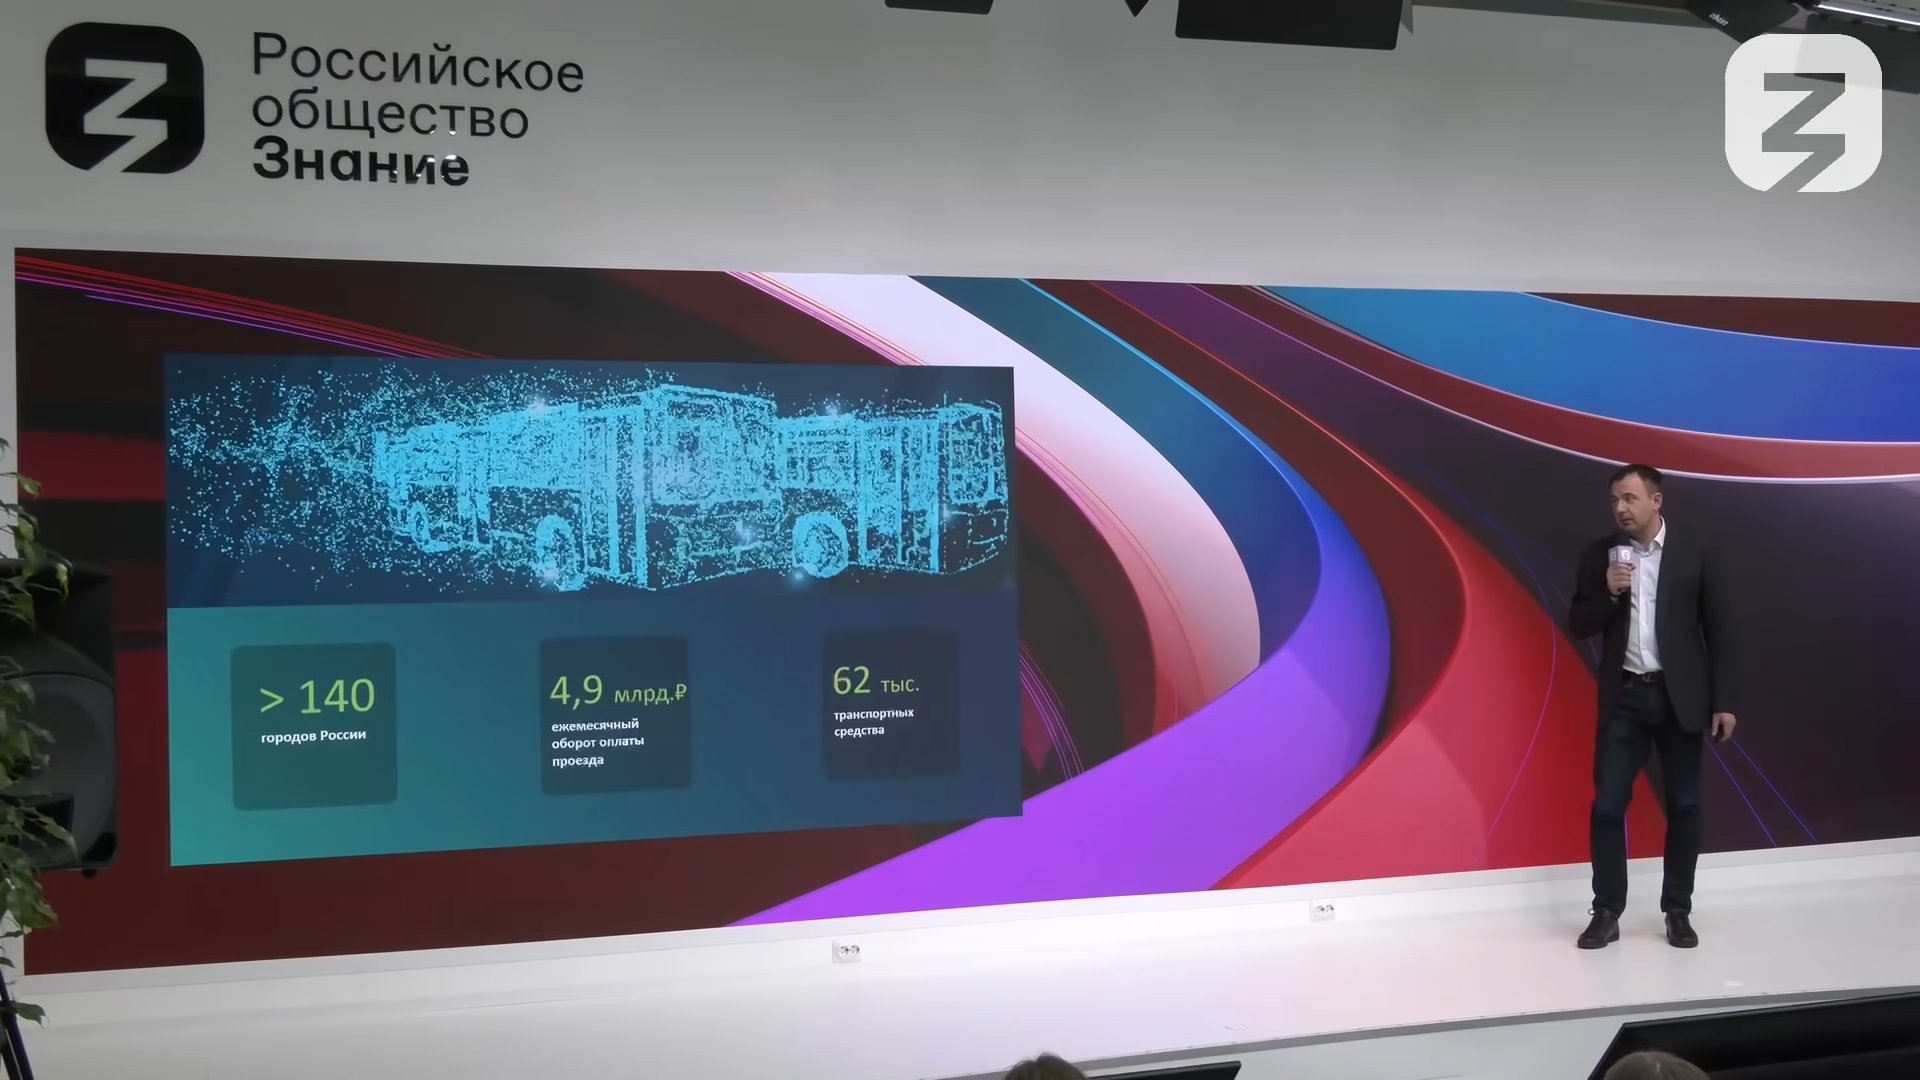 Российское
общество
Знание
> 140
городов России
4,9 млрд.₽
ежемесячный
оборот оплаты
проезда
62 тыс.
транспортных
средства